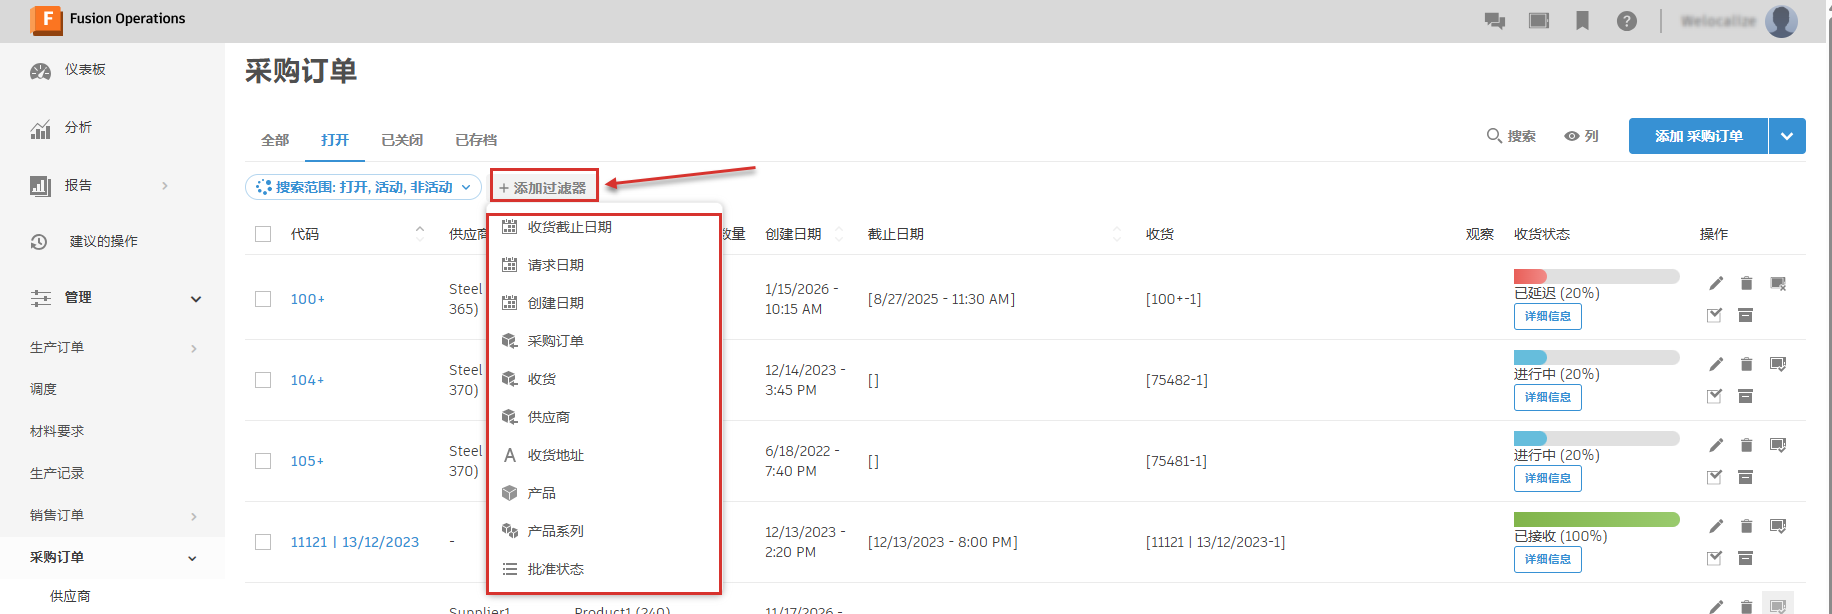 Fusion Operations
Welocalize
仪表板
分析
报告
建议的操作
管理
生产订单
调度
材料要求
生产记录
销售订单
采购订单
供应商
采购订单
全部 打开 已关闭 已存档
搜索 列 添加 采购订单
搜索范围: 打开, 活动, 非活动 + 添加过滤器
收货截止日期
请求日期
创建日期
采购订单
收货
供应商
收货地址
产品
产品系列
批准状态
代码 供应商 数量 创建日期 截止日期 收货 观察 收货状态 操作
100+ Steel 1/15/2026 - [8/27/2025 - 11:30 AM] [100+-1] 已延迟 (20%)
365) 10:15 AM 详细信息
104+ Steel 12/14/2023 - [] [75482-1] 进行中 (20%)
370) 3:45 PM 详细信息
105+ Steel 6/18/2022 - [] [75481-1] 进行中 (20%)
370) 7:40 PM 详细信息
11121 | 13/12/2023 - 12/13/2023 - [12/13/2023 - 8:00 PM] [11121 | 13/12/2023-1] 已接收 (100%)
2:20 PM 详细信息
Supplier1 Product1 (240) 11/17/2026 -